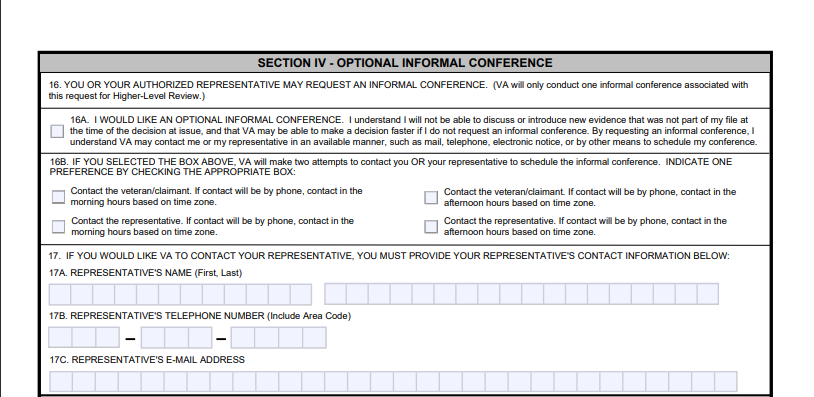 SECTION IV - OPTIONAL INFORMAL CONFERENCE
16. YOU OR YOUR AUTHORIZED REPRESENTATIVE MAY REQUEST AN INFORMAL CONFERENCE. (VA will only conduct one informal conference associated with
this request for Higher-Level Review.)
16A. I WOULD LIKE AN OPTIONAL INFORMAL CONFERENCE. I understand I will not be able to discuss or introduce new evidence that was not part of my file at
the time of the decision at issue, and that VA may be able to make a decision faster if I do not request an informal conference. By requesting an informal conference, I
understand VA may contact me or my representative in an available manner, such as mail, telephone, electronic notice, or by other means to schedule my conference.
16B. IF YOU SELECTED THE BOX ABOVE, VA will make two attempts to contact you OR your representative to schedule the informal conference. INDICATE ONE
PREFERENCE BY CHECKING THE APPROPRIATE BOX:
Contact the veteran/claimant. If contact will be by phone, contact in the
morning hours based on time zone.
Contact the veteran/claimant. If contact will be by phone, contact in the
afternoon hours based on time zone.
Contact the representative. If contact will be by phone, contact in the
morning hours based on time zone.
Contact the representative. If contact will be by phone, contact in the
afternoon hours based on time zone.
17. IF YOU WOULD LIKE VA TO CONTACT YOUR REPRESENTATIVE, YOU MUST PROVIDE YOUR REPRESENTATIVE'S CONTACT INFORMATION BELOW:
17A. REPRESENTATIVE'S NAME (First, Last)
17B. REPRESENTATIVE'S TELEPHONE NUMBER (Include Area Code)
17C. REPRESENTATIVE'S E-MAIL ADDRESS